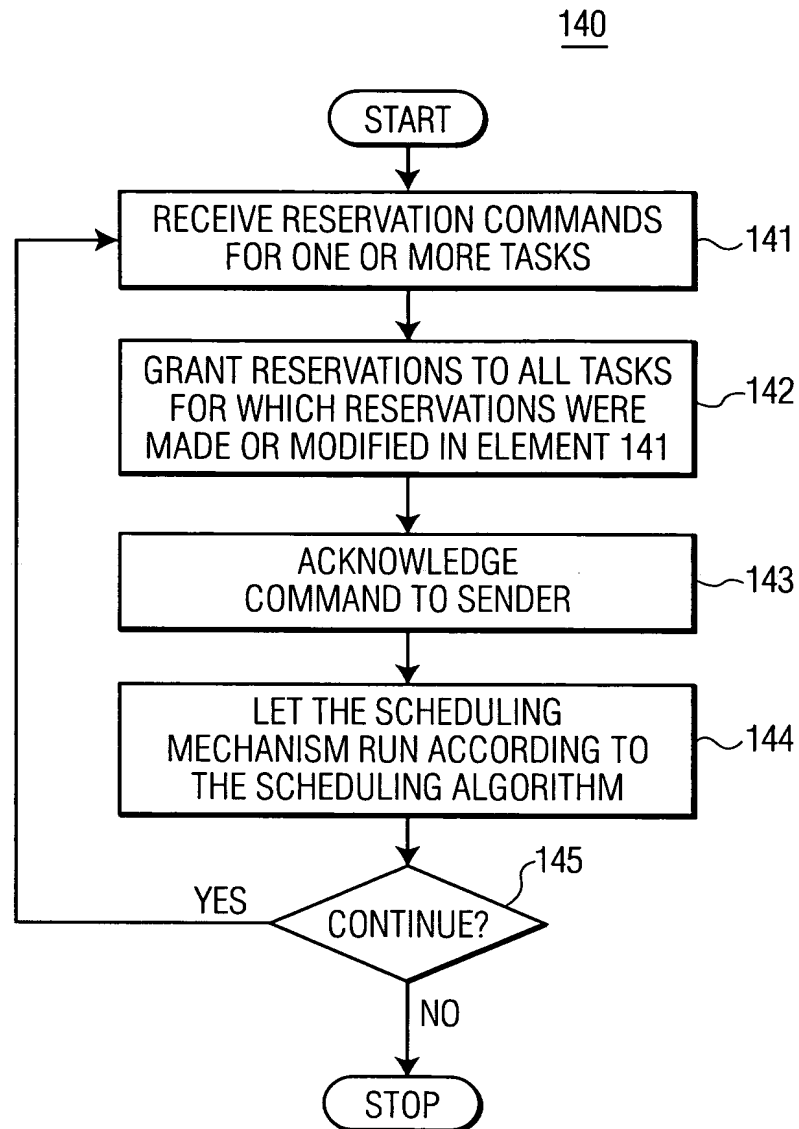 140
START
RECEIVE RESERVATION COMMANDS
FOR ONE OR MORE TASKS
141
GRANT RESERVATIONS TO ALL TASKS
FOR WHICH RESERVATIONS WERE
MADE OR MODIFIED IN ELEMENT 141
142
ACKNOWLEDGE
COMMAND TO SENDER
143
LET THE SCHEDULING
MECHANISM RUN ACCORDING TO
THE SCHEDULING ALGORITHM
144
145
YES
CONTINUE?
NO
STOP